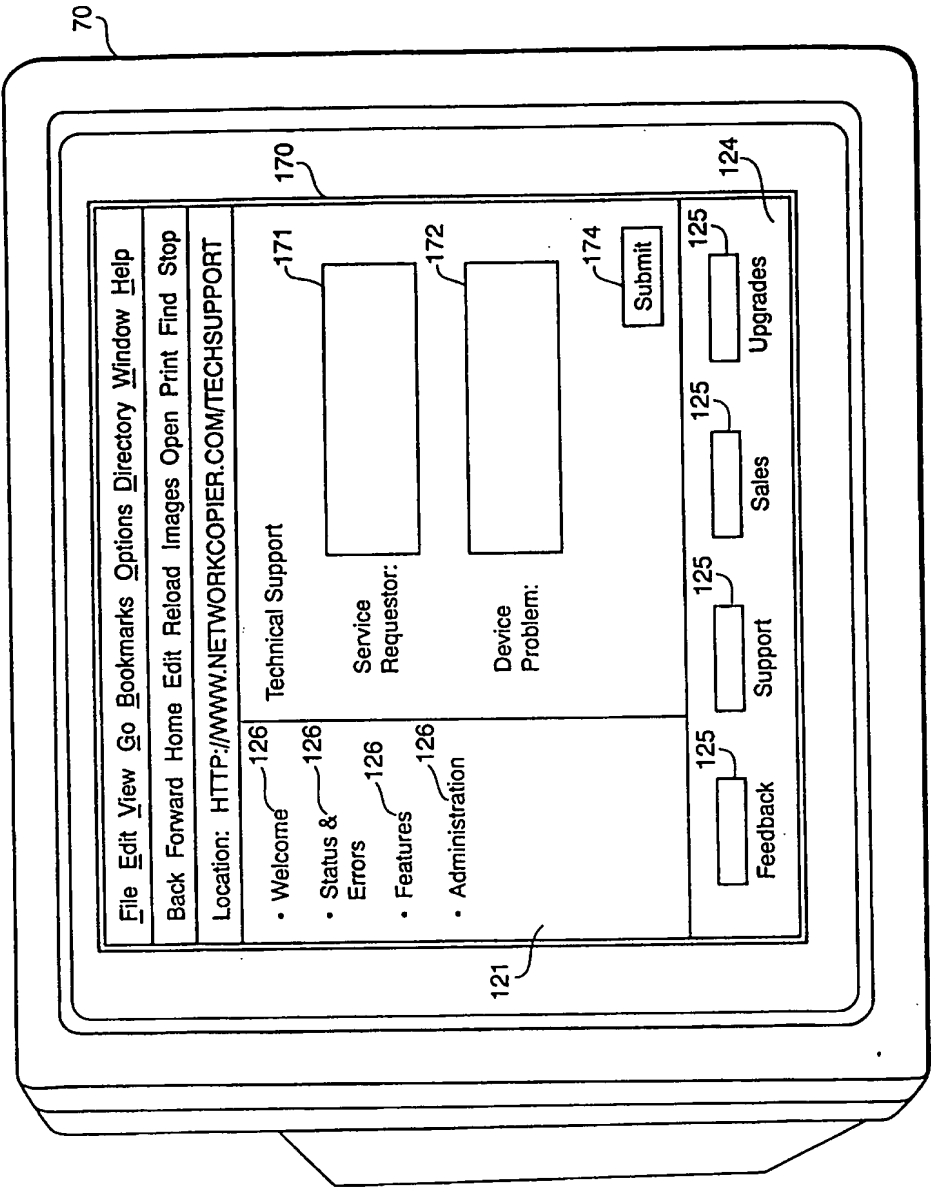 70
File Edit View Go Bookmarks Options Directory Window Help
Back Forward Home Edit Reload Images Open Print Find Stop
Location: HTTP://WWW.NETWORKCOPIER.COM/TECHSUPPORT
170
• Welcome 126
• Status & 126
Errors
• Features 126
• Administration 126
121
Technical Support
Service
Requestor:
171
Device
Problem:
172
Submit
174
125
Feedback
125
Support
125
Sales
125
Upgrades
124